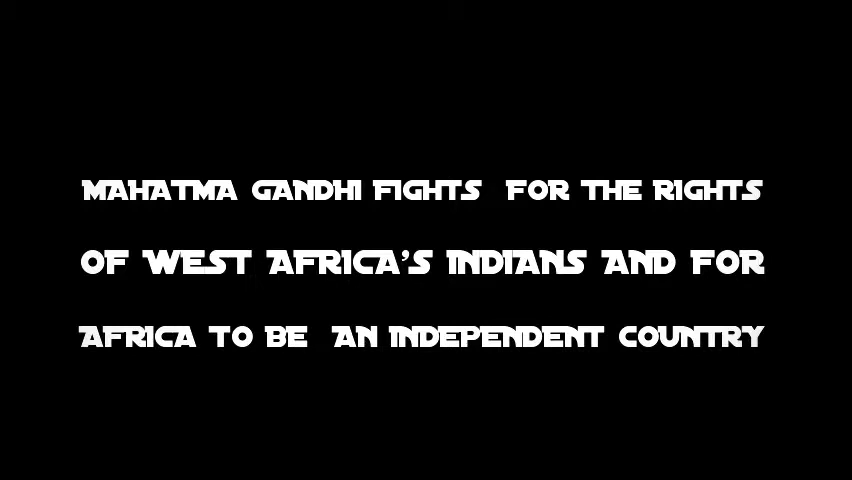 MAHATMA GANDHI FIGHTS FOR THE RIGHTS
OF WEST AFRICA'S INDIANS AND FOR
AFRICA TO BE AN INDEPENDENT COUNTRY